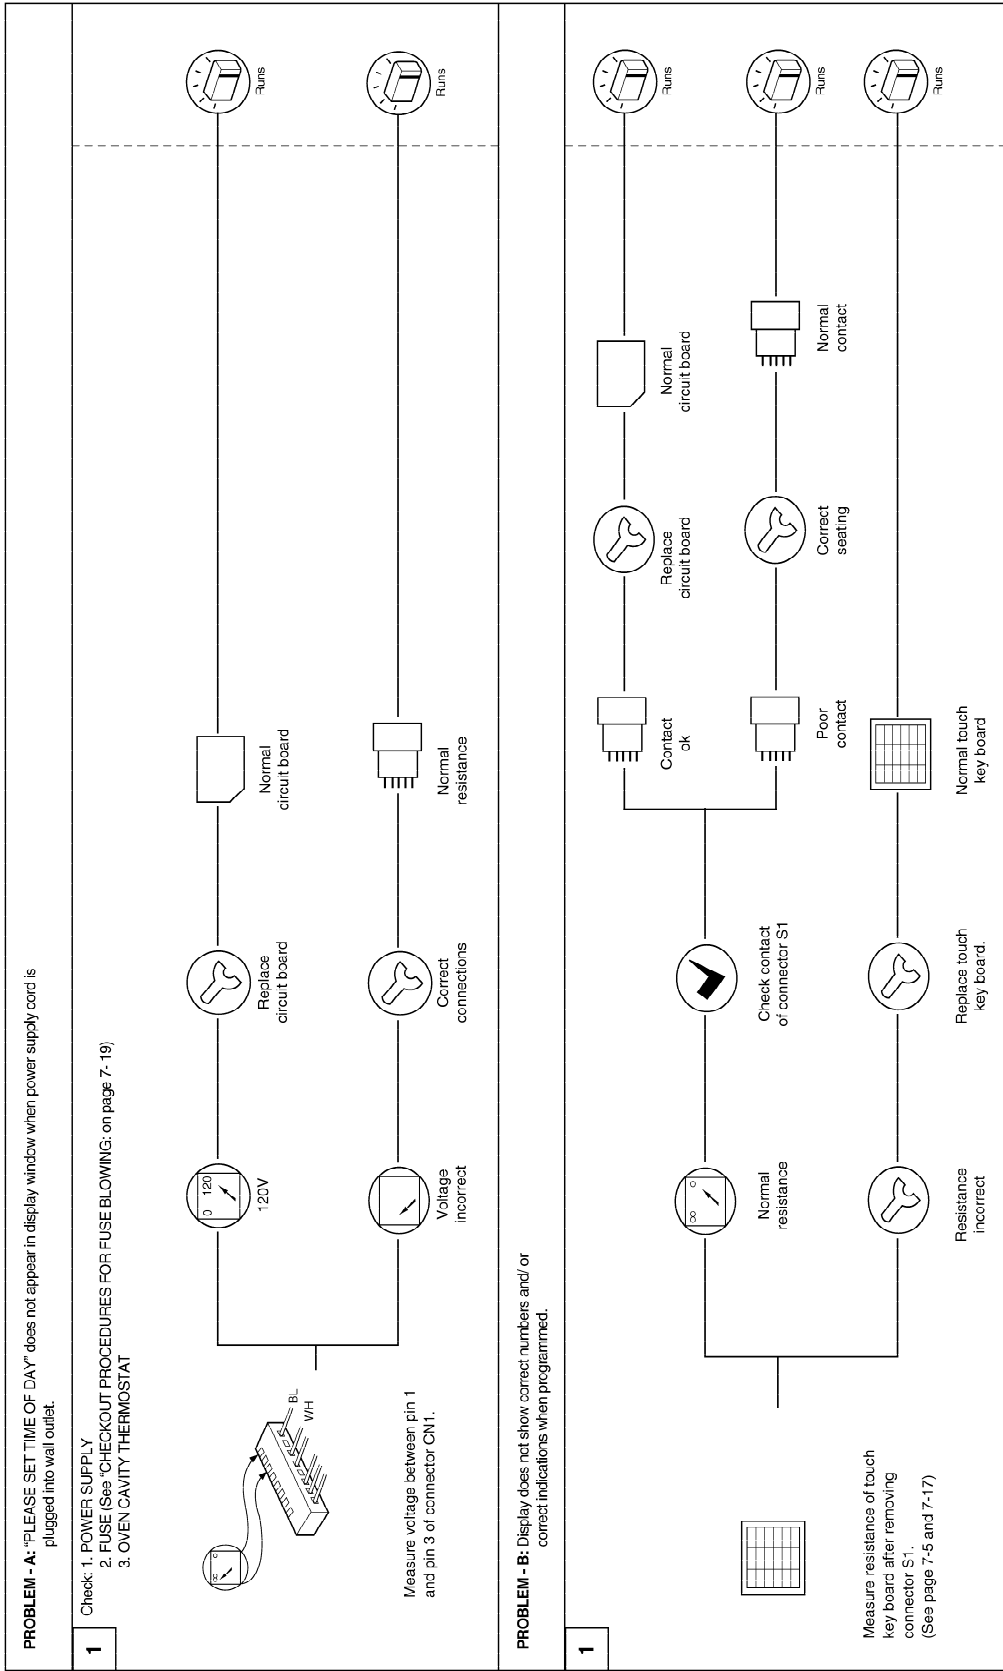 PROBLEM - A: "PLEASE SET TIME OF DAY" does not appear in display window when power supply cord is
plugged into wall outlet.
1
Check: 1. POWER SUPPLY
2. FUSE (See "CHECKOUT PROCEDURES FOR FUSE BLOWING: on page 7- 19)
3. OVEN CAVITY THERMOSTAT
BL
WH
Measure voltage between pin 1
and pin 3 of connector CN1.
0 120
120V
Replace
circuit board
Normal
circuit board
Runs
Voltage
incorrect
Correct
connections
Normal
resistance
Runs
PROBLEM - B: Display does not show correct numbers and/ or
correct indications when programmed.
1
Measure resistance of touch
key board after removing
connector S1.
(See page 7-5 and 7-17)
∞ 0
Normal
resistance
Check contact
of connector S1
Contact
ok
Replace
circuit board
Normal
circuit board
Runs
Poor
contact
Correct
seating
Normal
contact
Runs
Resistance
incorrect
Replace touch
key board.
Normal touch
key board
Runs